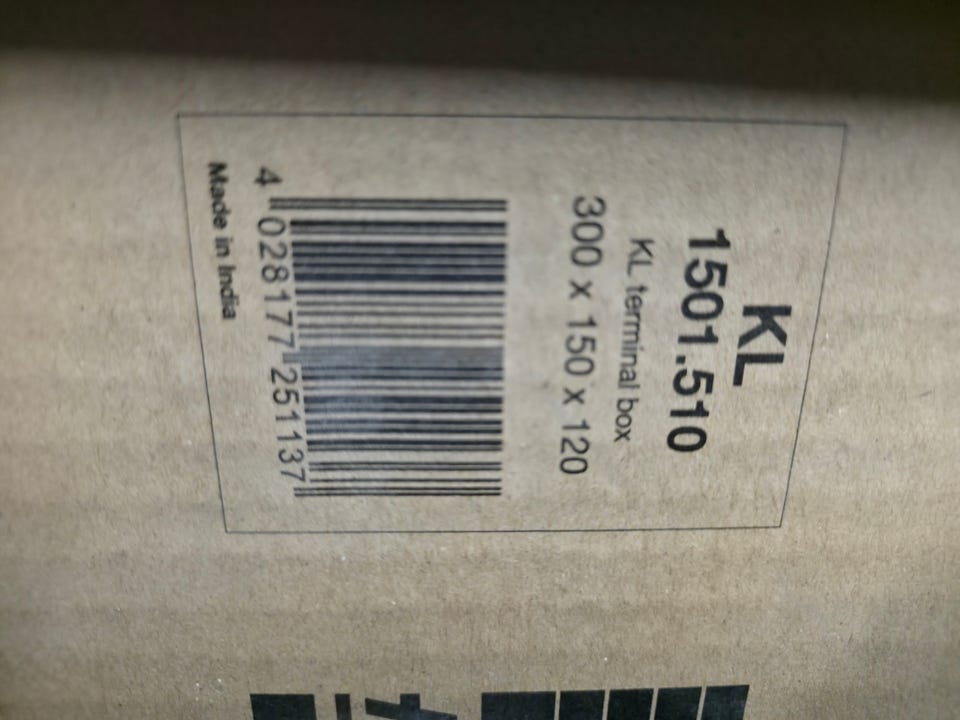 KL
1501.510
KL terminal box
300 x 150 x 120
4 028177 251137
Made in India